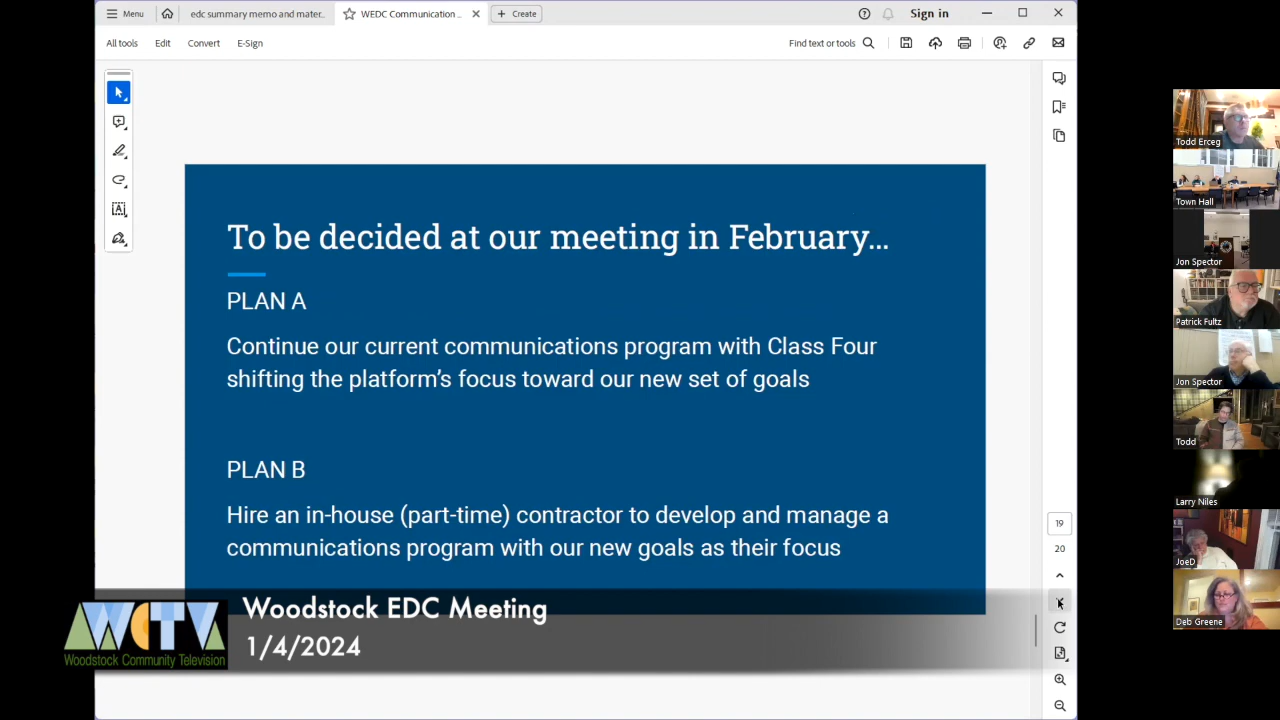 Menu
edc summary memo and mater...
WEDC Communication ...
Create
Sign in
All tools
Edit
Convert
E-Sign
Find text or tools
To be decided at our meeting in February...
PLAN A
Continue our current communications program with Class Four
shifting the platform's focus toward our new set of goals
PLAN B
Hire an in-house (part-time) contractor to develop and manage a
communications program with our new goals as their focus
19
20
WCTV
Woodstock Community Television
Woodstock EDC Meeting
1/4/2024
Todd Erceg
Town Hall
Jon Spector
Patrick Fultz
Jon Spector
Todd
Larry Niles
JoeD
Deb Greene